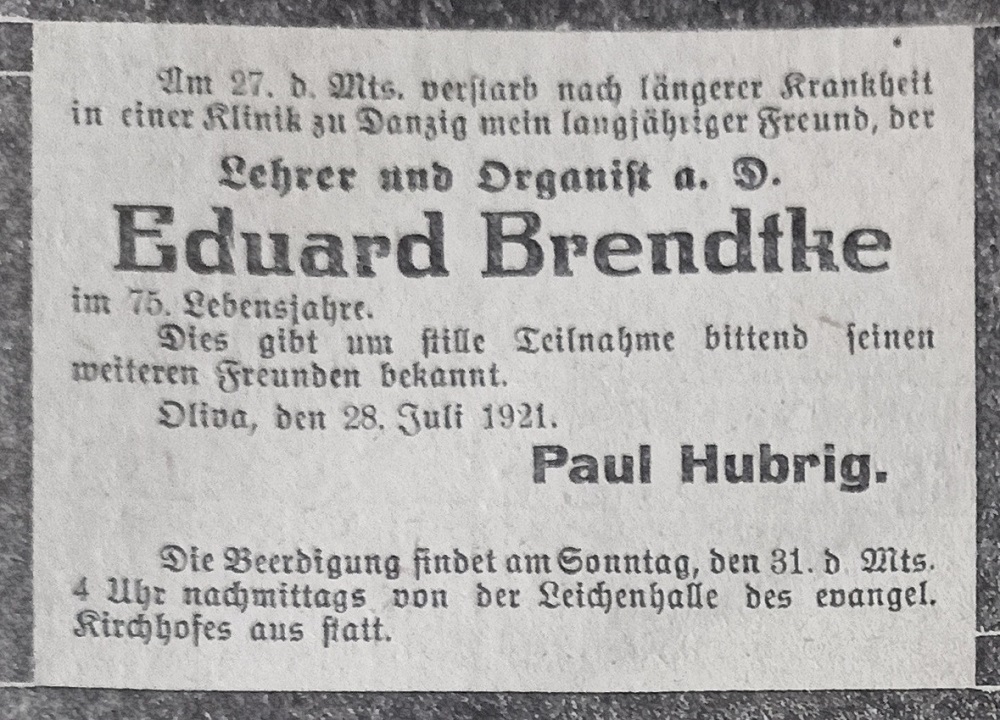 Am 27. d. Mts. verstarb nach längerer Krankheit
in einer Klinik zu Danzig mein langjähriger Freund, der
Lehrer und Organist a. D.
Eduard Brendtke
im 75. Lebensjahre.
Dies gibt um stille Teilnahme bittend seinen
weiteren Freunden bekannt.
Oliva, den 28. Juli 1921.
Paul Hubrig.
Die Beerdigung findet am Sonntag, den 31. d. Mts.
4 Uhr nachmittags von der Leichenhalle des evangel.
Kirchhofes aus statt.